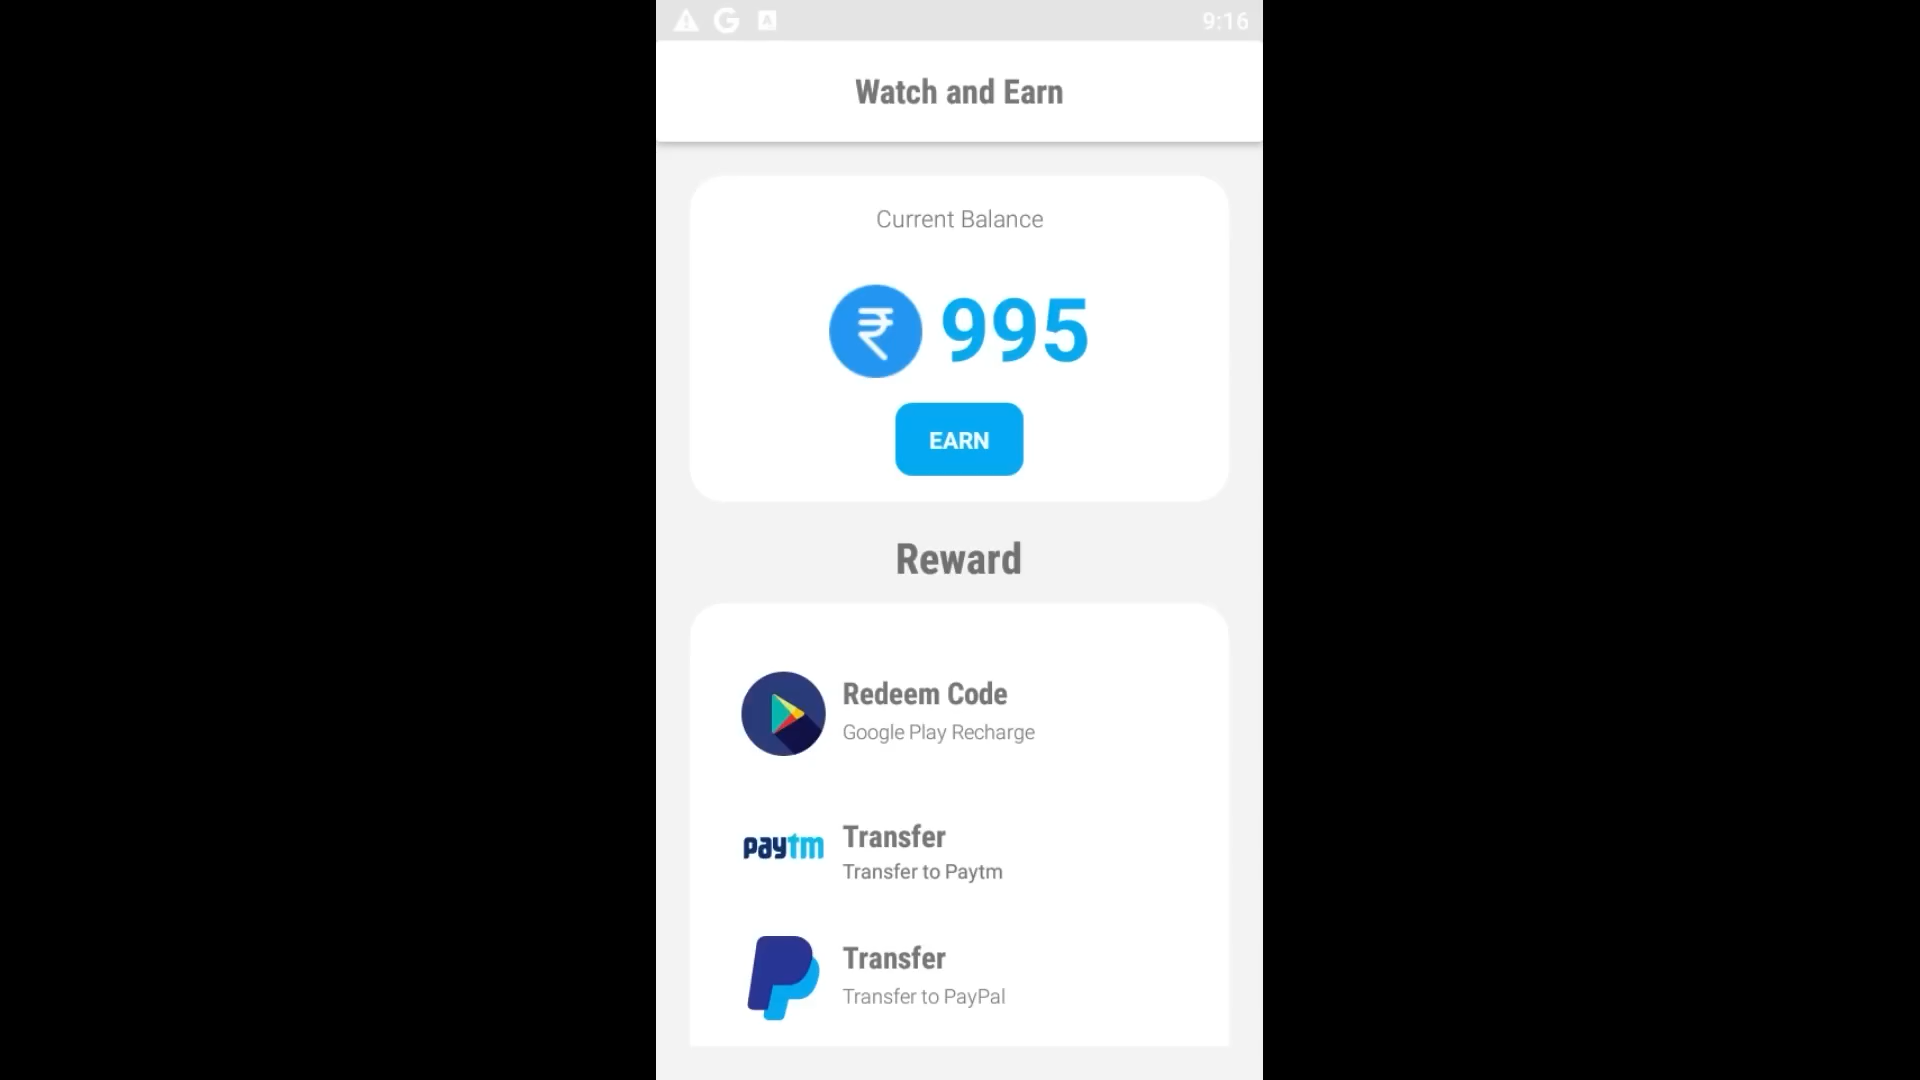 9:16
Watch and Earn
Current Balance
₹ 995
EARN
Reward
Redeem Code
Google Play Recharge
paytm
Transfer
Transfer to Paytm
Transfer
Transfer to PayPal